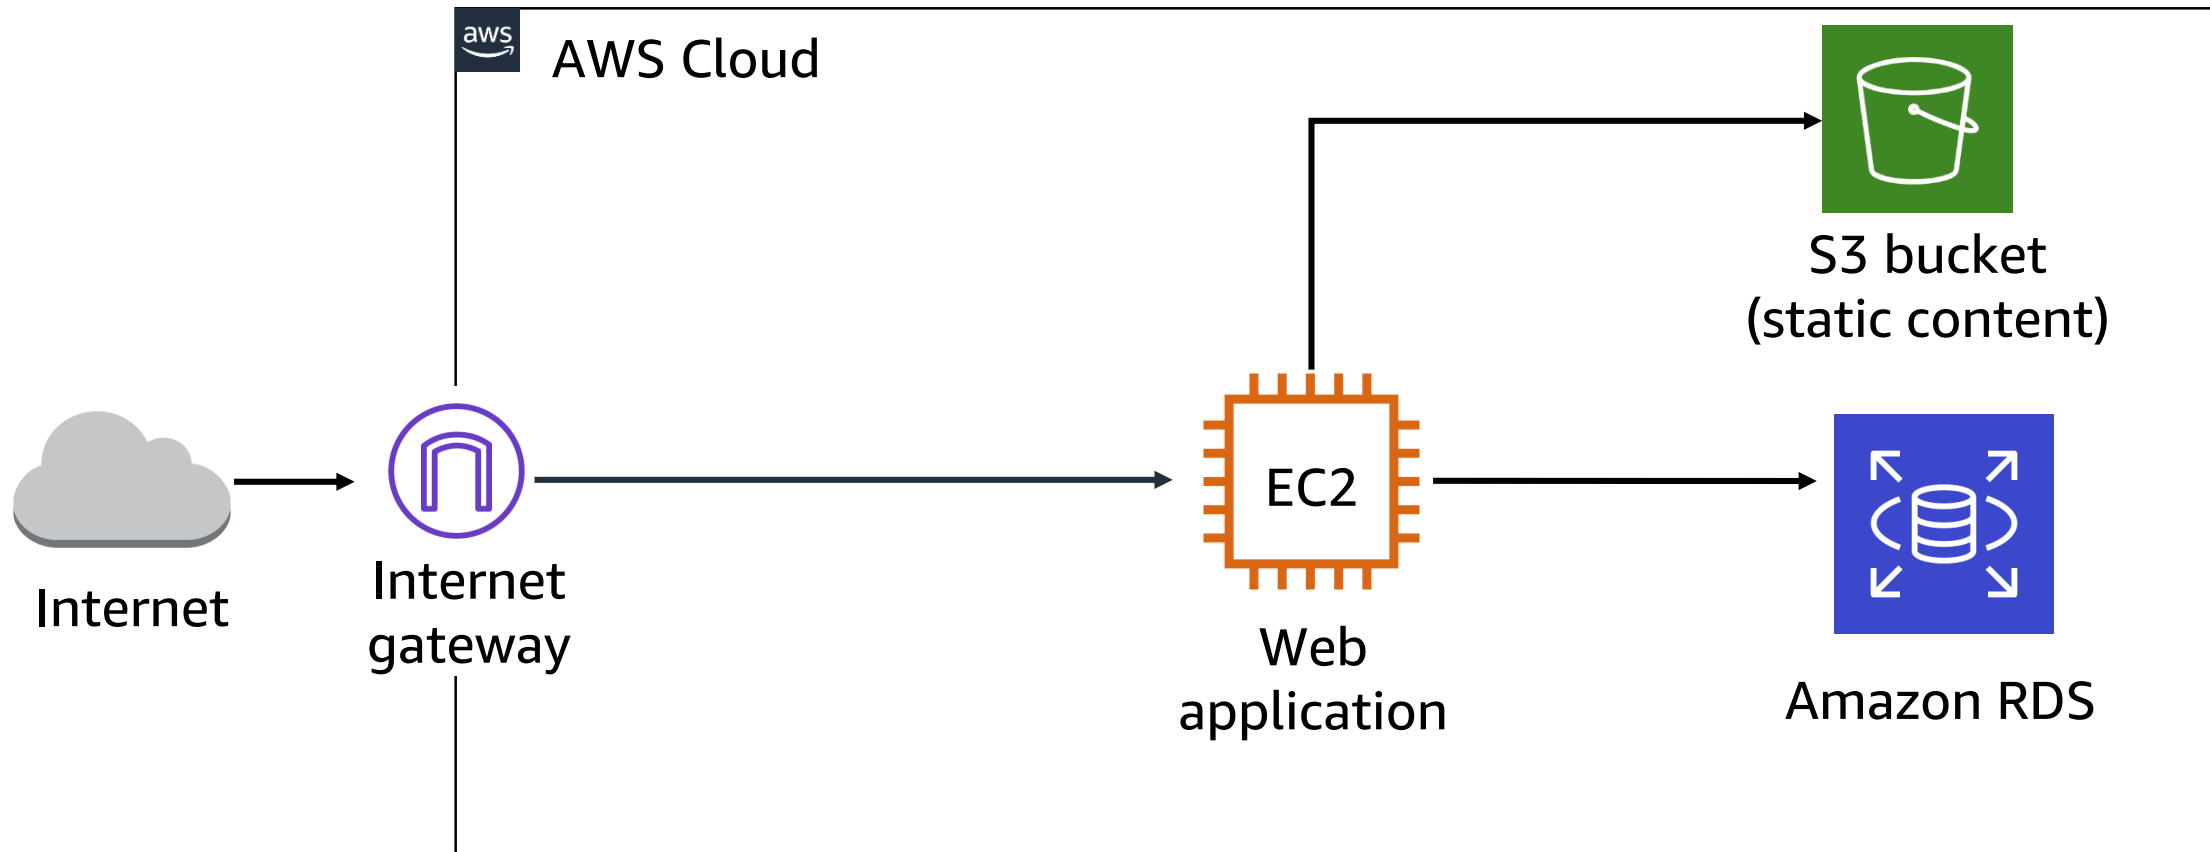 aws
AWS Cloud
S3 bucket
(static content)
EC2
Internet
Internet
gateway
Web
application
Amazon RDS